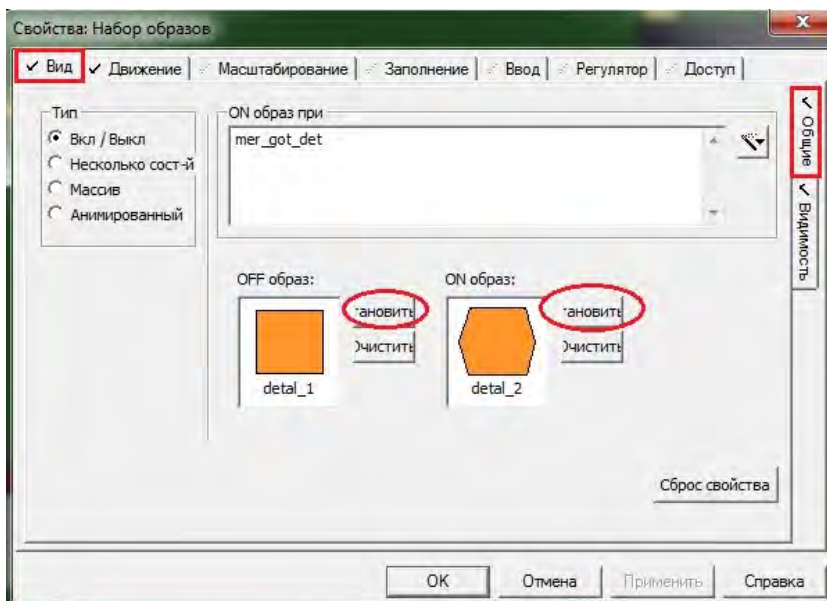 Свойства: Набор образов
Вид Движение Масштабирование Заполнение Ввод Регулятор Доступ
Общие
Видимость
Тип
Вкл / Выкл
Несколько сост-й
Массив
Анимированный
ON образ при
mer_got_det
OFF образ:
detal_1
тановить
Очистить
ON образ:
detal_2
тановить
Очистить
Сброс свойства
OK Отмена Применить Справка